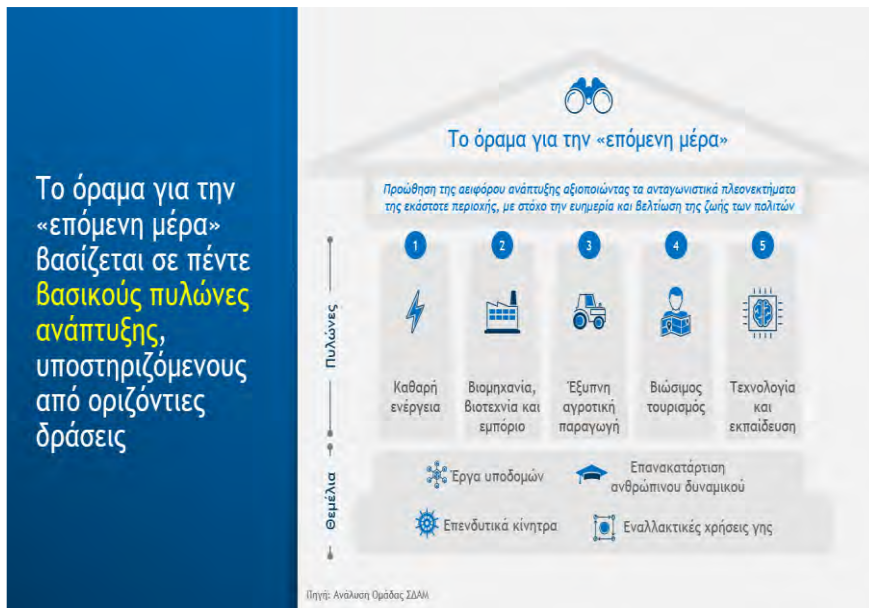 Το όραμα για την
«επόμενη μέρα»
βασίζεται σε πέντε
βασικούς πυλώνες
ανάπτυξης,
υποστηριζόμενους
από οριζόντιες
δράσεις
Το όραμα για την «επόμενη μέρα»
Προώθηση της αειφόρου ανάπτυξης αξιοποιώντας τα ανταγωνιστικά πλεονεκτήματα
της εκάστοτε περιοχής, με στόχο την ευημερία και βελτίωση της ζωής των πολιτών
Πυλώνες
1
Καθαρή
ενέργεια
2
Βιομηχανία,
βιοτεχνία και
εμπόριο
3
Έξυπνη
αγροτική
παραγωγή
4
Βιώσιμος
τουρισμός
5
Τεχνολογία
και
εκπαίδευση
Θεμέλια
Έργα υποδομών
Επανακατάρτιση
ανθρώπινου δυναμικού
Επενδυτικά κίνητρα
Εναλλακτικές χρήσεις γης
Πηγή: Ανάλυση Ομάδας ΣΔΑΜ